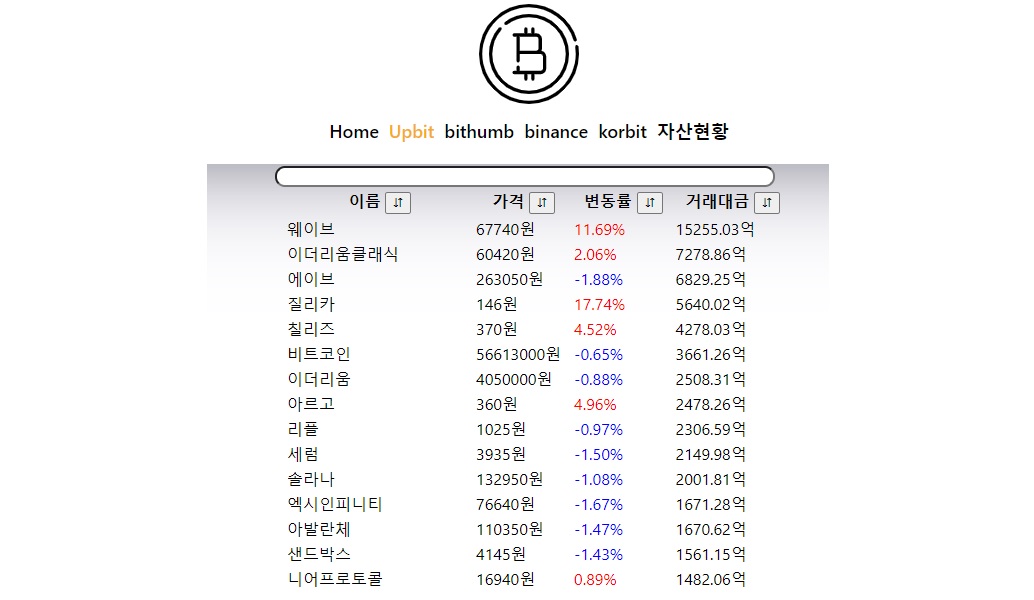 Home Upbit bithumb binance korbit 자산현황
이름 ↓↑ 가격 ↓↑ 변동률 ↓↑ 거래대금 ↓↑
웨이브 67740원 11.69% 15255.03억
이더리움클래식 60420원 2.06% 7278.86억
에이브 263050원 -1.88% 6829.25억
질리카 146원 17.74% 5640.02억
칠리즈 370원 4.52% 4278.03억
비트코인 56613000원 -0.65% 3661.26억
이더리움 4050000원 -0.88% 2508.31억
아르고 360원 4.96% 2478.26억
리플 1025원 -0.97% 2306.59억
세럼 3935원 -1.50% 2149.98억
솔라나 132950원 -1.08% 2001.81억
엑시인피니티 76640원 -1.67% 1671.28억
아발란체 110350원 -1.47% 1670.62억
샌드박스 4145원 -1.43% 1561.15억
니어프로토콜 16940원 0.89% 1482.06억